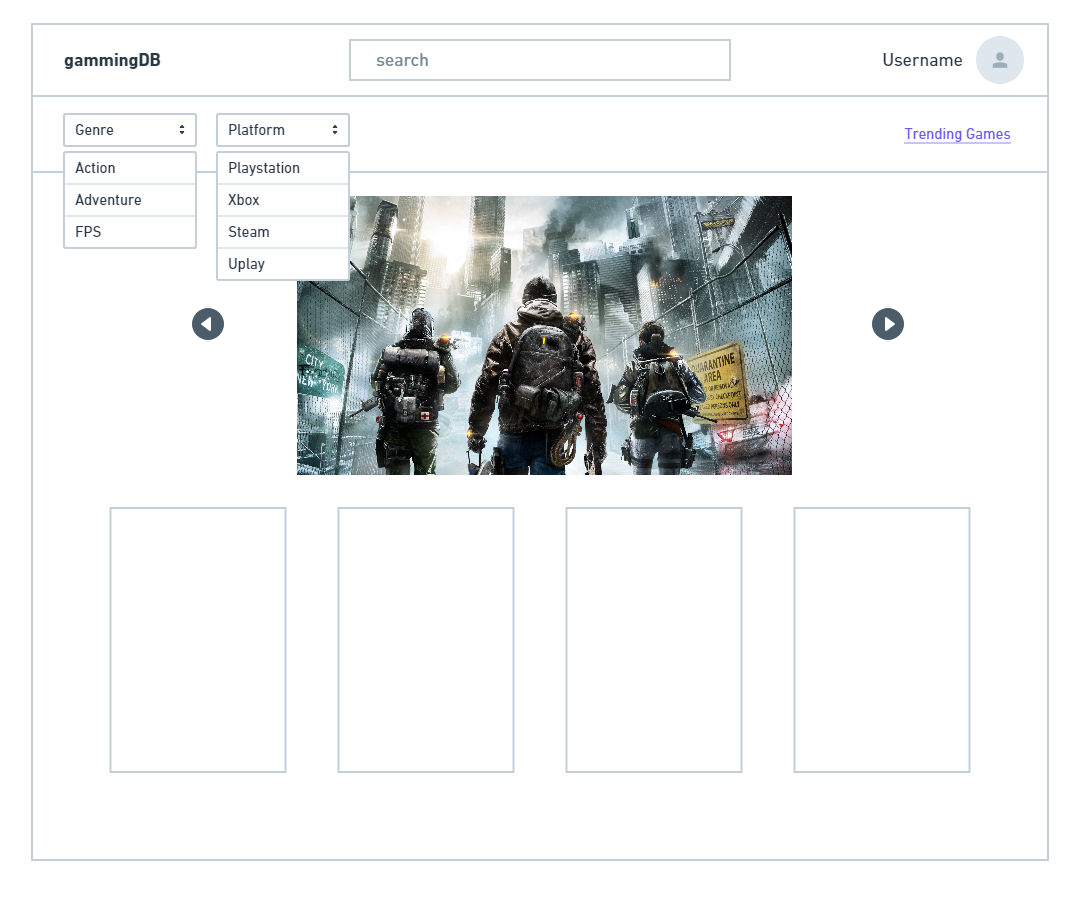 gammingDB
search
Username
Genre
Platform
Trending Games
Action
Adventure
FPS
Playstation
Xbox
Steam
Uplay
CITY
NEW YORK
QUARANTINE
AREA